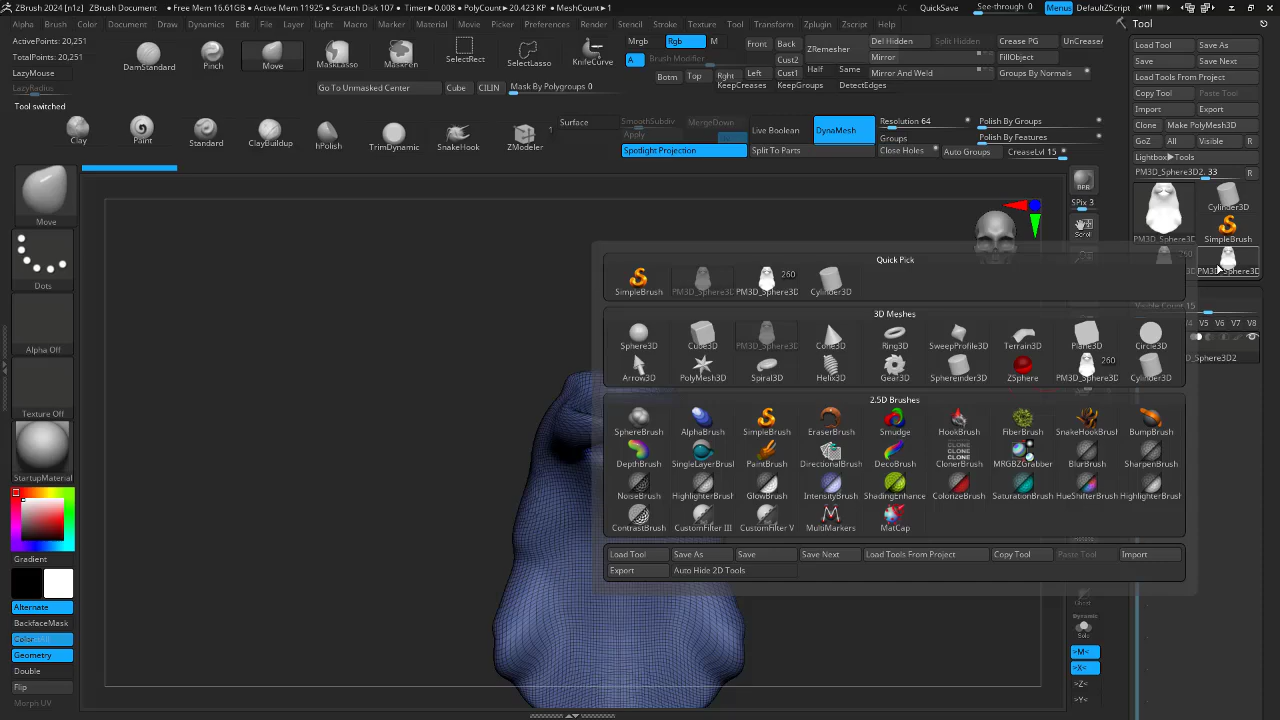 ZBrush 2024 [n1z] ZBrush Document • Free Mem 16.61GB • Active Mem 11925 • Scratch Disk 107 • Timer▶0.008 • PolyCount▶20.423 KP • MeshCount▶1
AC QuickSave See-through 0 Menus DefaultZScript
Alpha Brush Color Document Draw Dynamics Edit File Layer Light Macro Marker Material Movie Picker Preferences Render Stencil Stroke Texture Tool Transform Zplugin Zscript Help
Tool
ActivePoints: 20,251
TotalPoints: 20,251
LazyMouse
LazyRadius
Tool switched
DamStandard Pinch Move MaskLasso MaskPen SelectRect SelectLasso KnifeCurve
Go To Unmasked Center Cube CILIN Mask By Polygroups 0
Mrgb Rgb M
A Brush Modifier
Botm Top Rght Left Cust1
Front Back
Cust2
KeepCreases KeepGroups DetectEdges
ZRemesher
Half Same
Del Hidden Split Hidden Crease PG UnCrease
Mirror FillObject
Mirror And Weld Groups By Normals
Clay Paint Standard ClayBuildup hPolish TrimDynamic SnakeHook ZModeler 1
Surface SmoothSubdiv MergeDown
Apply
Spotlight Projection
Live Boolean DynaMesh
Split To Parts
Resolution 64
Groups
Close Holes
Polish By Groups
Polish By Features
Auto Groups CreaseLvl 15
Load Tool Save As
Save Save Next
Load Tools From Project
Copy Tool Paste Tool
Import Export
Clone Make PolyMesh3D
GoZ All Visible R
Lightbox▶Tools
PM3D_Sphere3D2. 33 R
Cylinder3D
PM3D_Sphere3D SimpleBrush
260
PM3D_Sphere3D
Visible Count 15
V5 V6 V7 V8
Move
Dots
Alpha Off
Texture Off
StartupMaterial
Gradient
Alternate
BackfaceMask
Geometry
Double
Flip
Morph UV
BPR
SPix 3
Scroll
Ghost
Dynamic
Solo
>M<
>X<
>Z<
>Y<
Quick Pick
260
SimpleBrush PM3D_Sphere3D PM3D_Sphere3D Cylinder3D
3D Meshes
Sphere3D Cube3D PM3D_Sphere3D Cone3D Ring3D SweepProfile3D Terrain3D Plane3D Circle3D
260
Arrow3D PolyMesh3D Spiral3D Helix3D Gear3D Sphereinder3D ZSphere PM3D_Sphere3D Cylinder3D
2.5D Brushes
SphereBrush AlphaBrush SimpleBrush EraserBrush Smudge HookBrush FiberBrush SnakeHookBrush BumpBrush
DepthBrush SingleLayerBrusl PaintBrush DirectionalBrush DecoBrush ClonerBrush MRGBZGrabber BlurBrush SharpenBrush
NoiseBrush HighlighterBrush GlowBrush IntensityBrush ShadingEnhance ColorizeBrush SaturationBrush HueShifterBrush HighlighterBrush
ContrastBrush CustomFilter III CustomFilter V MultiMarkers MatCap
Load Tool Save As Save Save Next Load Tools From Project Copy Tool Paste Tool Import
Export Auto Hide 2D Tools